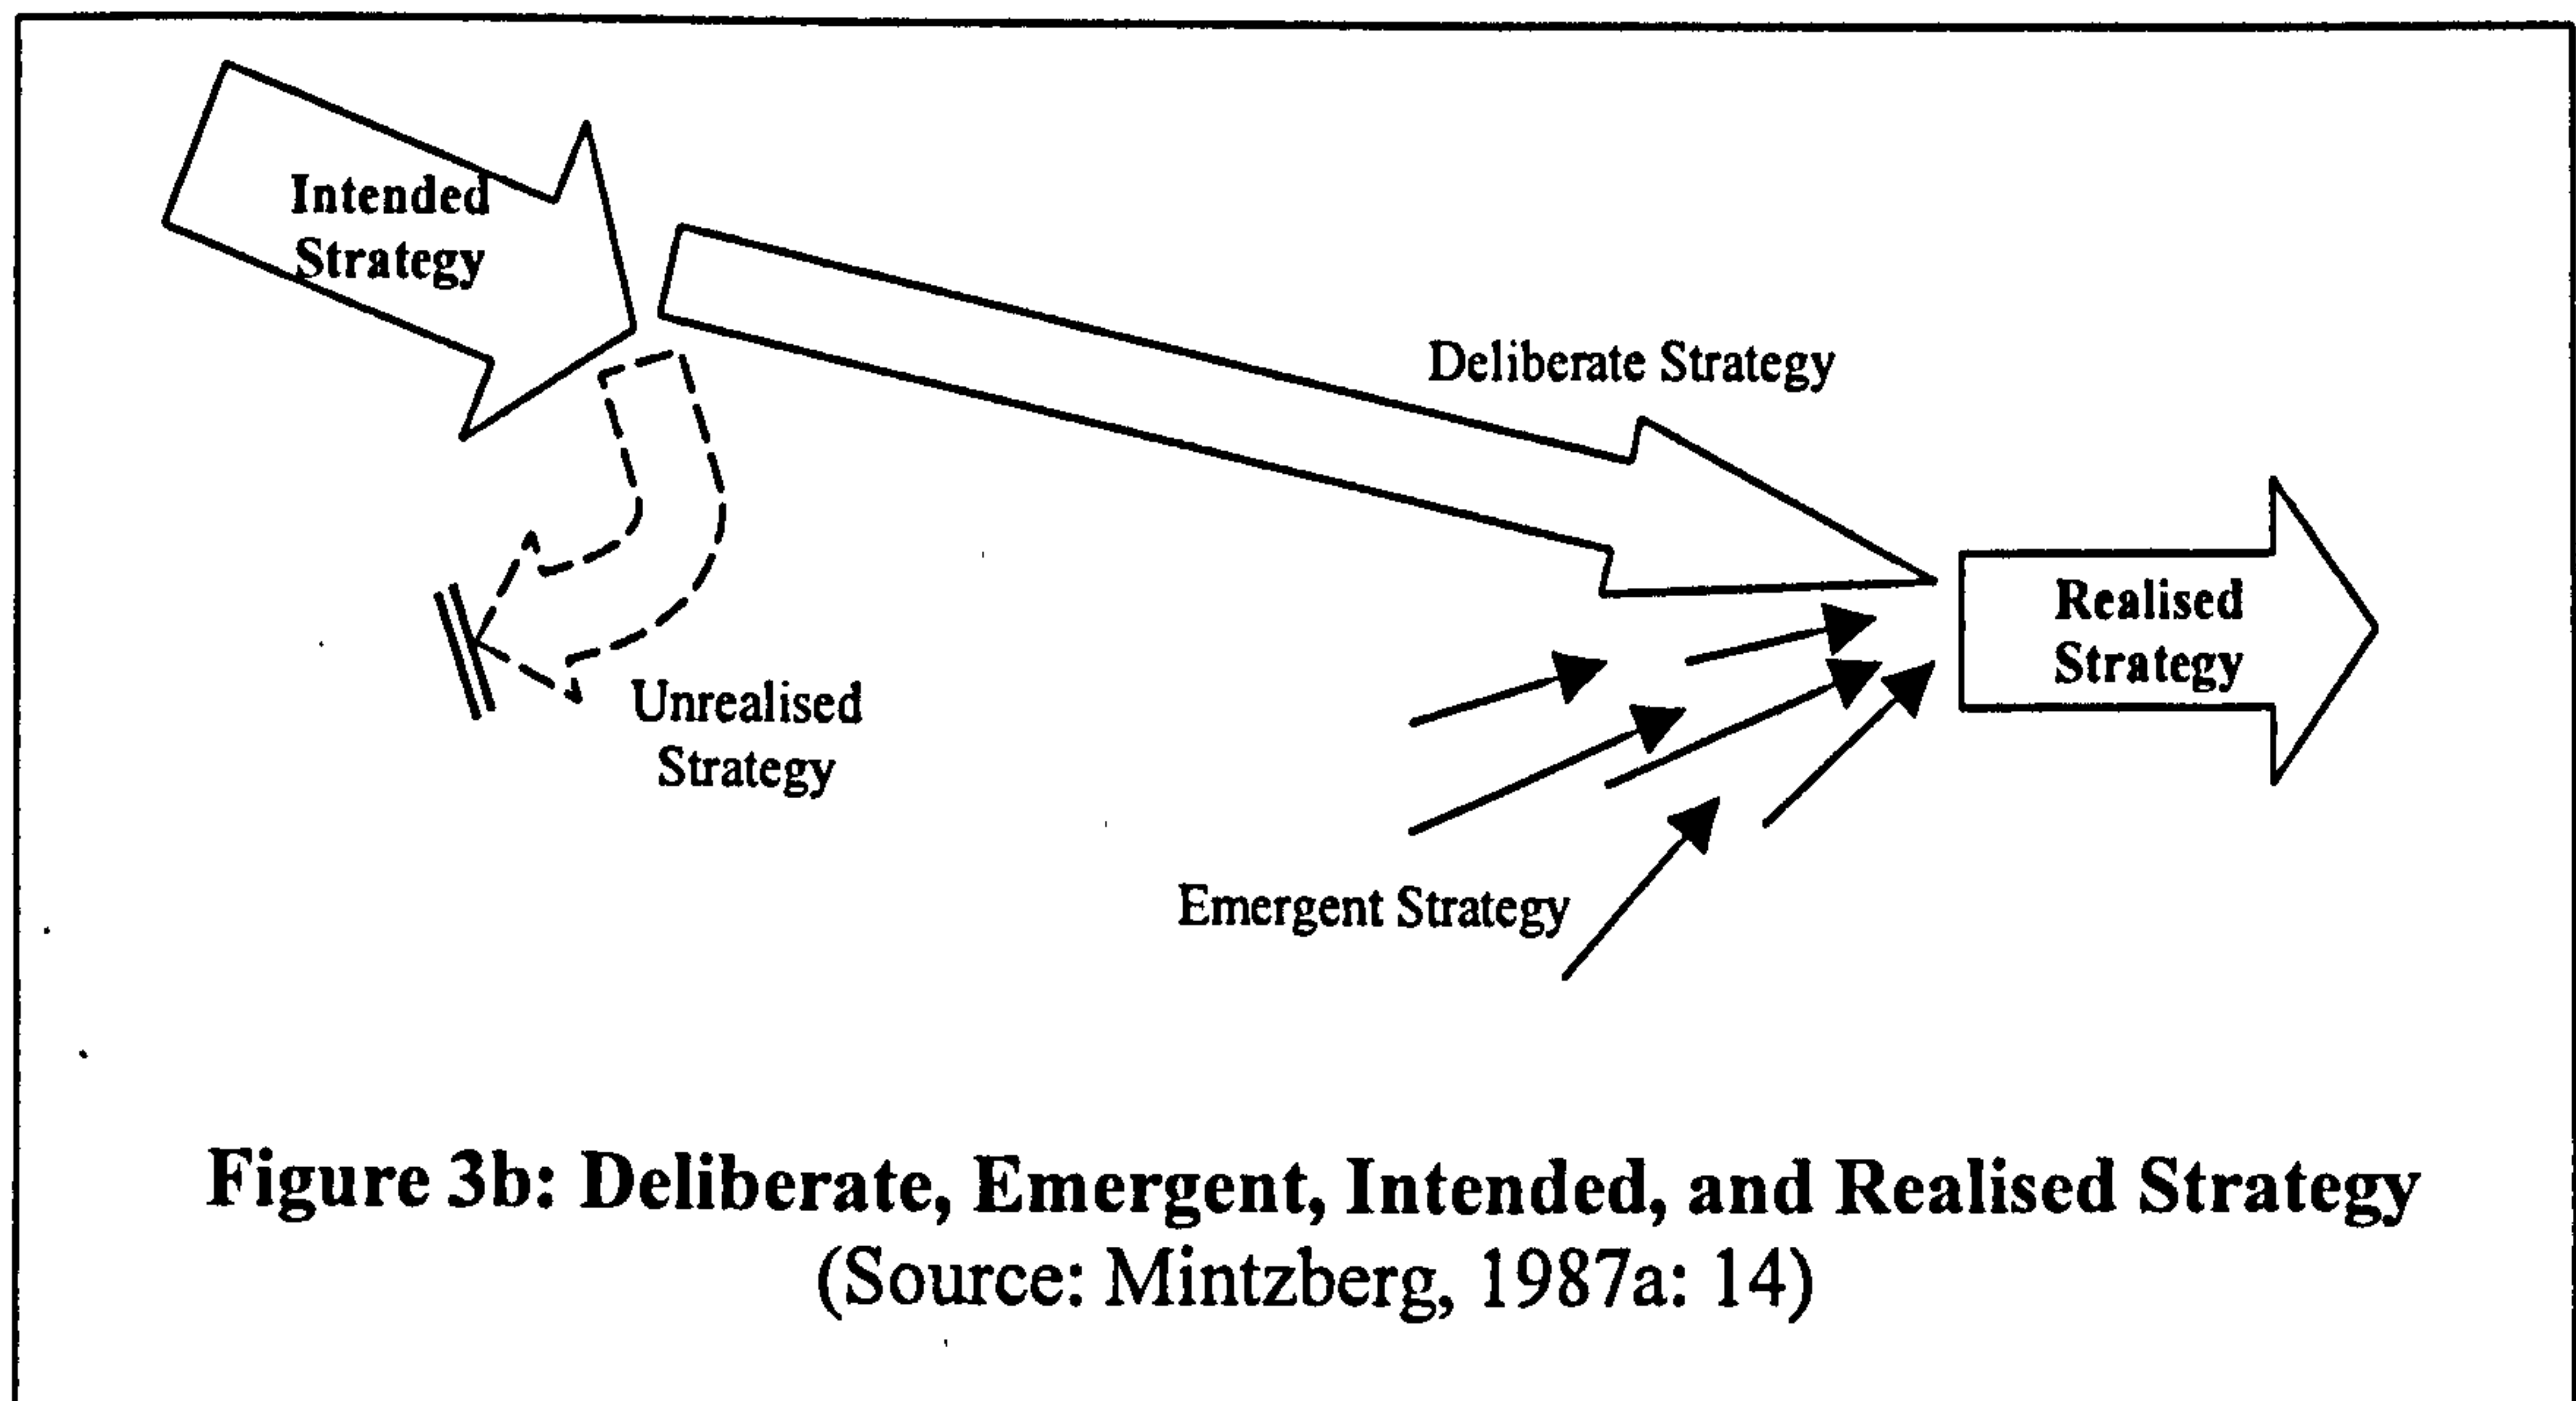 Intended
Strategy
Deliberate Strategy
Realised
Strategy
Unrealised
Strategy
Emergent Strategy
Figure 3b: Deliberate, Emergent, Intended, and Realised Strategy
(Source: Mintzberg, 1987a: 14)